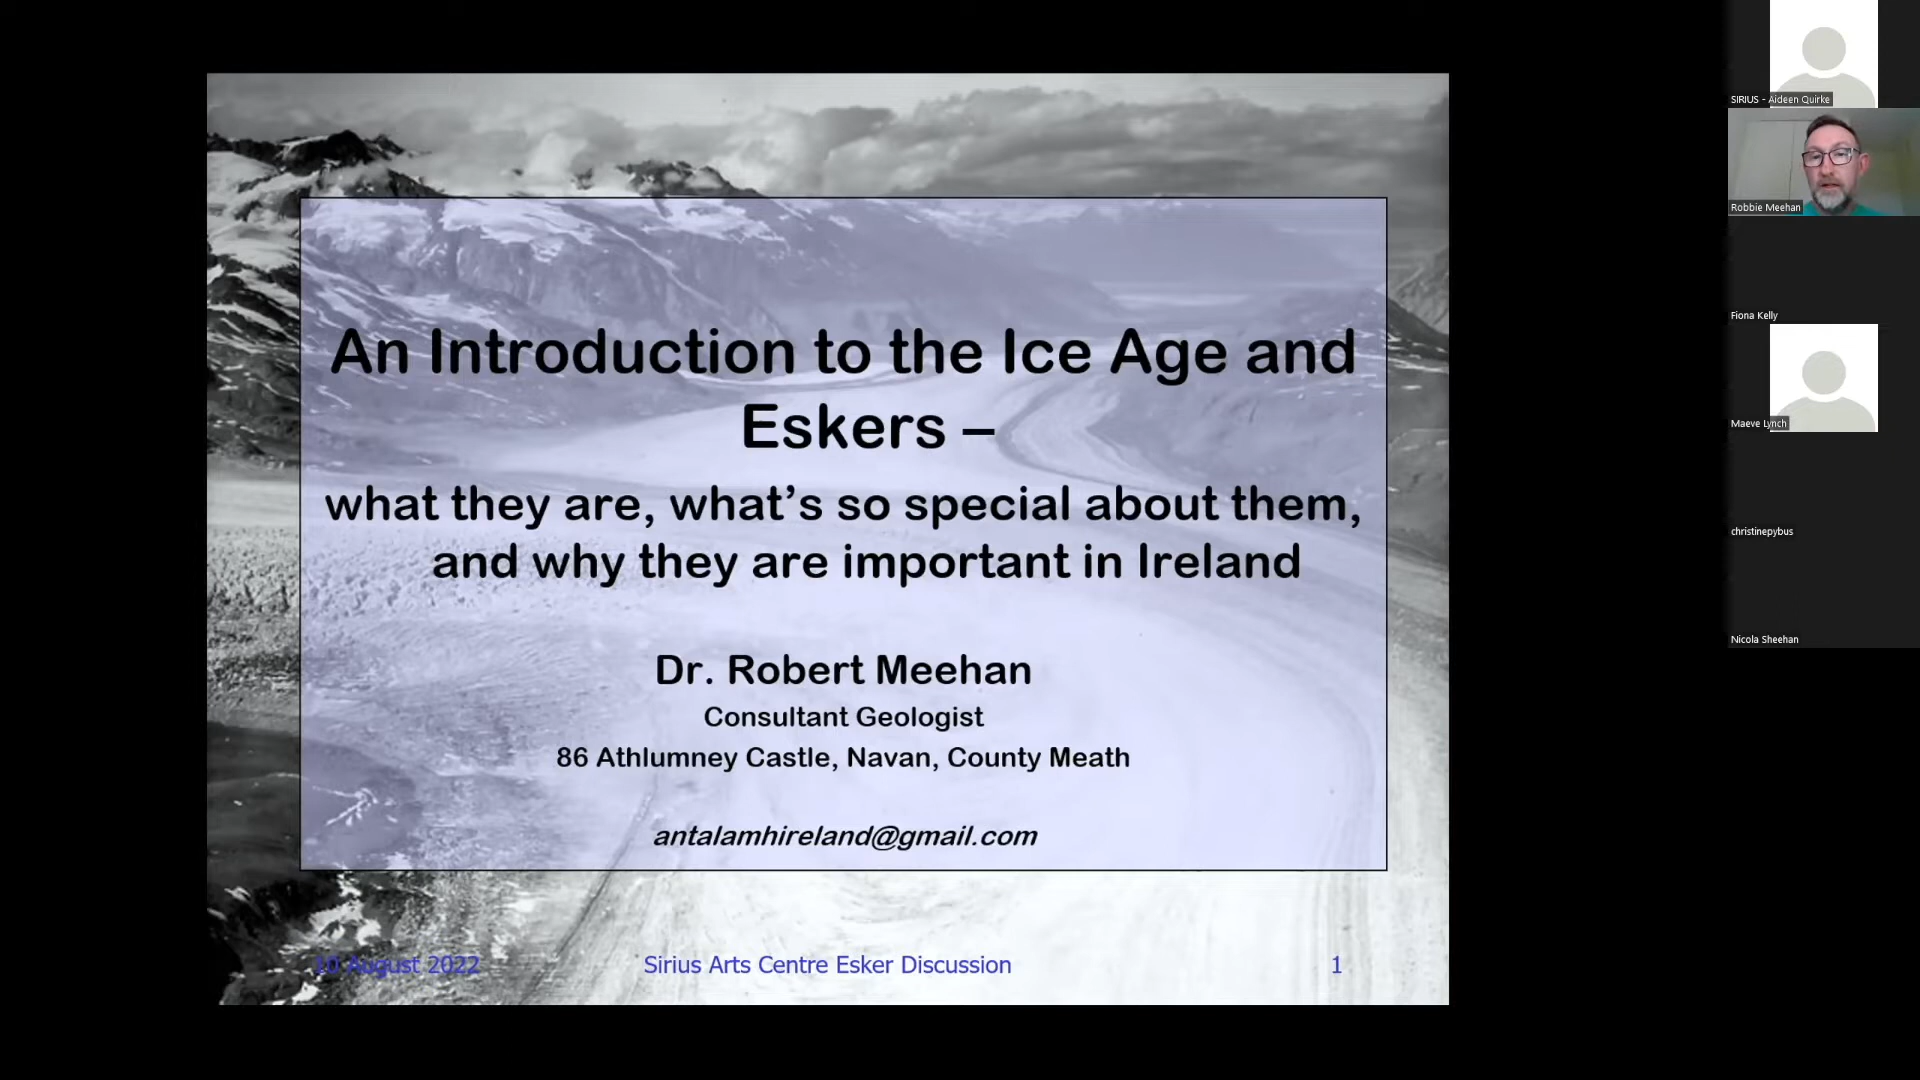 An Introduction to the Ice Age and
Eskers –
what they are, what’s so special about them,
and why they are important in Ireland
Dr. Robert Meehan
Consultant Geologist
86 Athlumney Castle, Navan, County Meath
antalamhireland@gmail.com
10 August 2022
Sirius Arts Centre Esker Discussion
1
SIRIUS - Aideen Quirke
Robbie Meehan
Fiona Kelly
Maeve Lynch
christinepybus
Nicola Sheehan